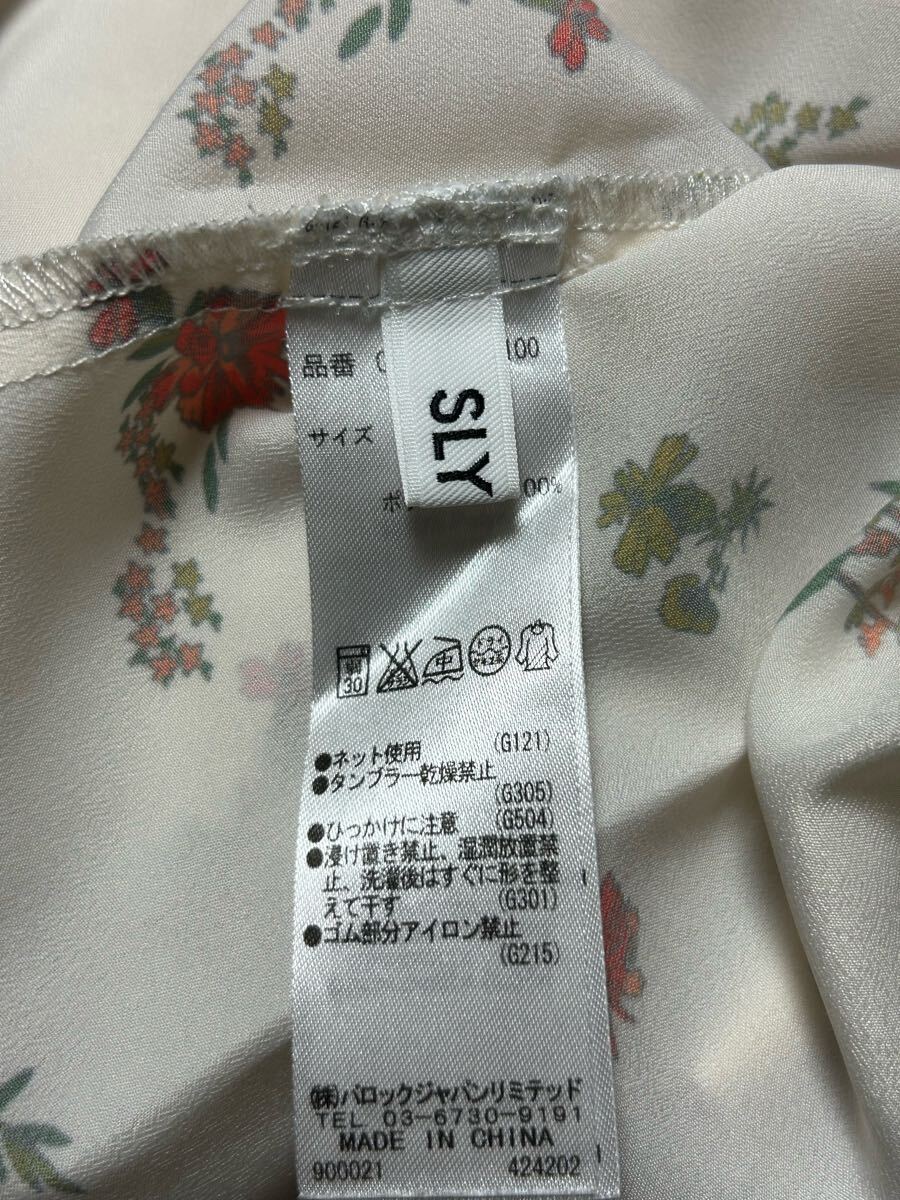 品番 100
SLY
サイズ
00%
30
中
●ネット使用 (G121)
●タンブラー乾燥禁止
(G305)
●ひっかけに注意 (G504)
●浸け置き禁止、湿潤放置禁
止、洗濯後はすぐに形を整
えて干す (G301)
●ゴム部分アイロン禁止
(G215)
㈱バロックジャパンリミテッド
TEL 03-6730-9191
MADE IN CHINA
900021 424202